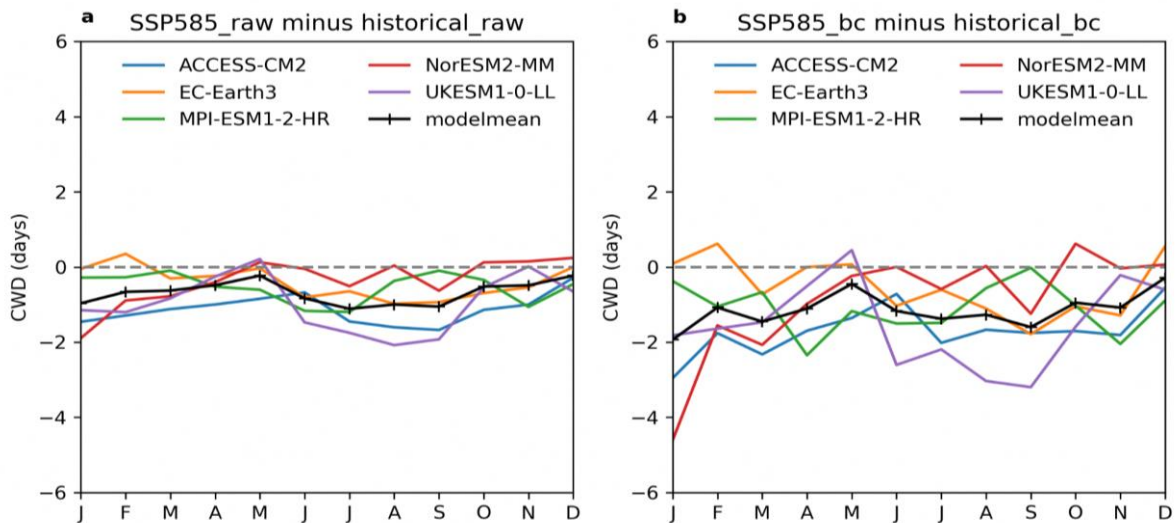 a SSP585_raw minus historical_raw
ACCESS-CM2 NorESM2-MM
EC-Earth3 UKESM1-0-LL
MPI-ESM1-2-HR modelmean
CWD (days)
6
4
2
0
−2
−4
−6
J F M A M J J A S O N D
b SSP585_bc minus historical_bc
ACCESS-CM2 NorESM2-MM
EC-Earth3 UKESM1-0-LL
MPI-ESM1-2-HR modelmean
CWD (days)
6
4
2
0
−2
−4
−6
J F M A M J J A S O N D